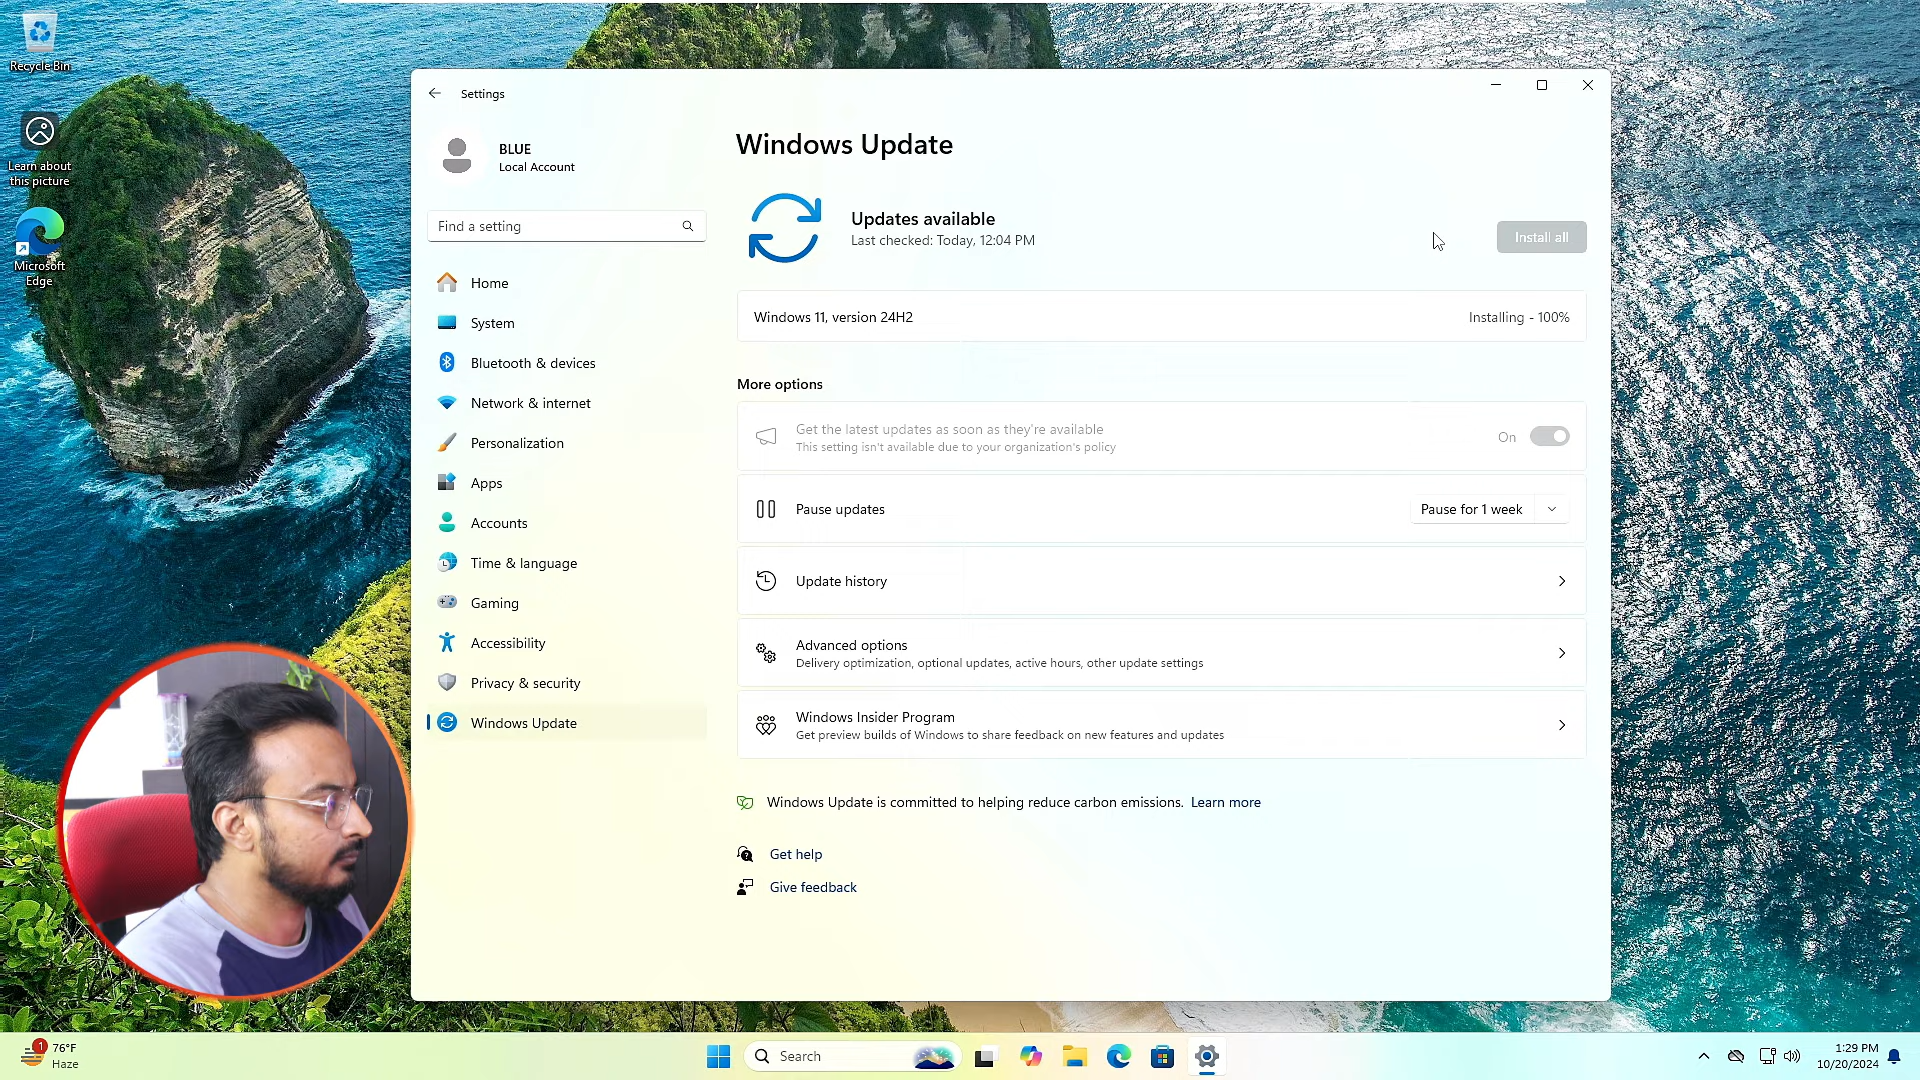 Recycle Bin
Learn about
this picture
Microsoft
Edge
Settings
BLUE
Local Account
Find a setting
Home
System
Bluetooth & devices
Network & internet
Personalization
Apps
Accounts
Time & language
Gaming
Accessibility
Privacy & security
Windows Update
Windows Update
Updates available
Last checked: Today, 12:04 PM
Install all
Windows 11, version 24H2
Installing - 100%
More options
Get the latest updates as soon as they're available
This setting isn't available due to your organization's policy
On
Pause updates
Pause for 1 week
Update history
Advanced options
Delivery optimization, optional updates, active hours, other update settings
Windows Insider Program
Get preview builds of Windows to share feedback on new features and updates
Windows Update is committed to helping reduce carbon emissions. Learn more
Get help
Give feedback
1
76°F
Haze
Search
1:29 PM
10/20/2024